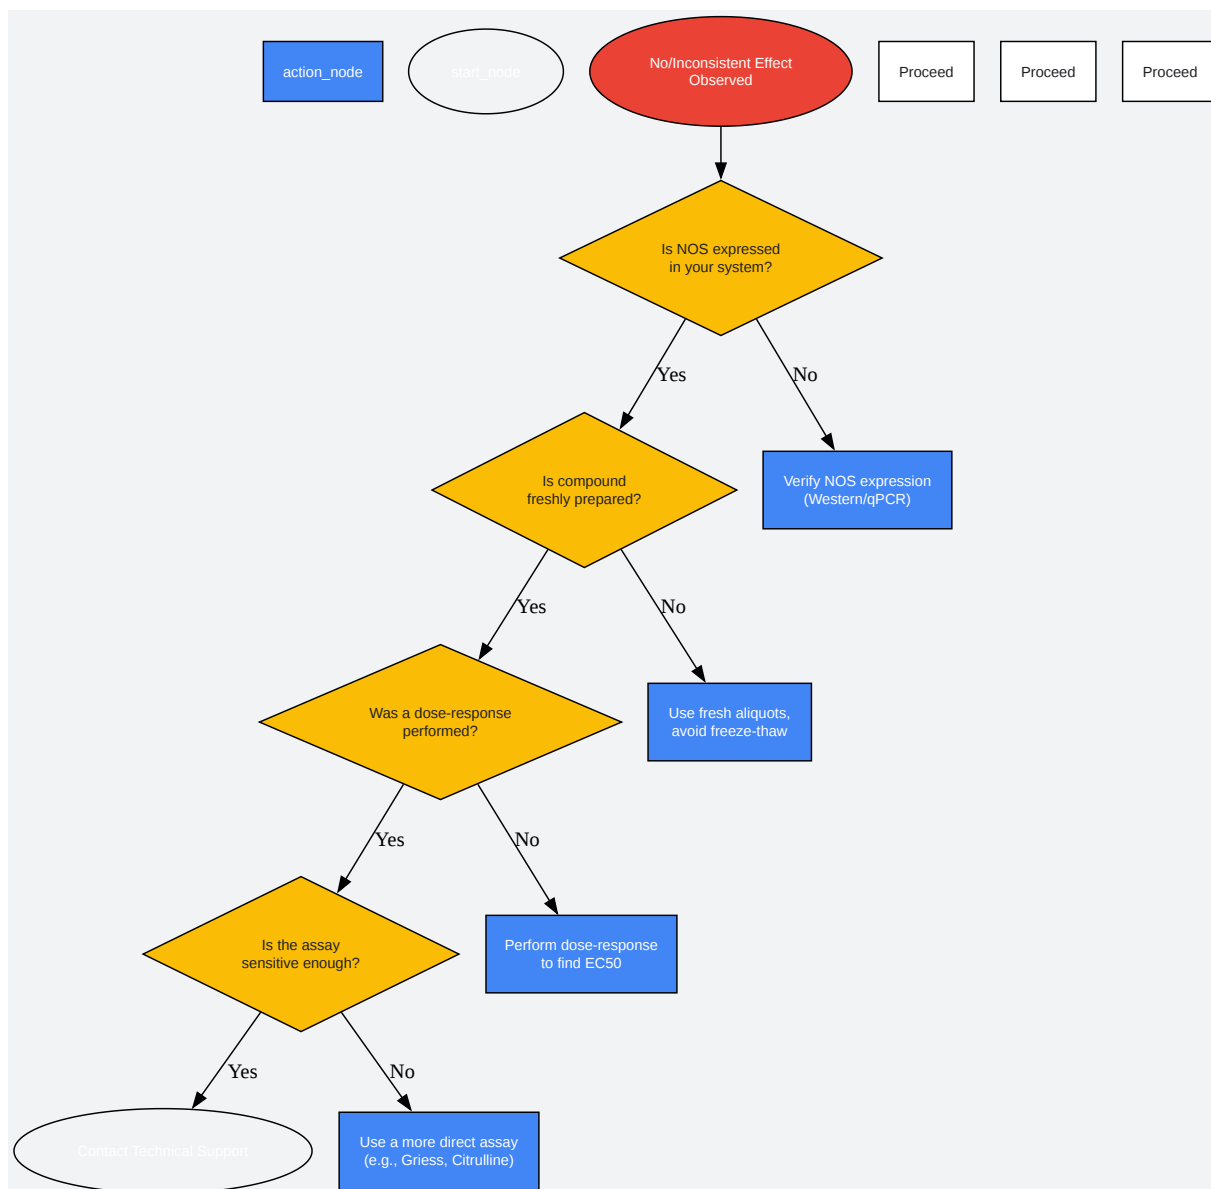 action_node
start_node
No/Inconsistent Effect
Observed
Proceed
Proceed
Proceed
Is NOS expressed
in your system?
Yes
No
Is compound
freshly prepared?
Verify NOS expression
(Western/qPCR)
Yes
No
Was a dose-response
performed?
Use fresh aliquots,
avoid freeze-thaw
Yes
No
Is the assay
sensitive enough?
Perform dose-response
to find EC50
Yes
No
Contact Technical Support
Use a more direct assay
(e.g., Griess, Citrulline)